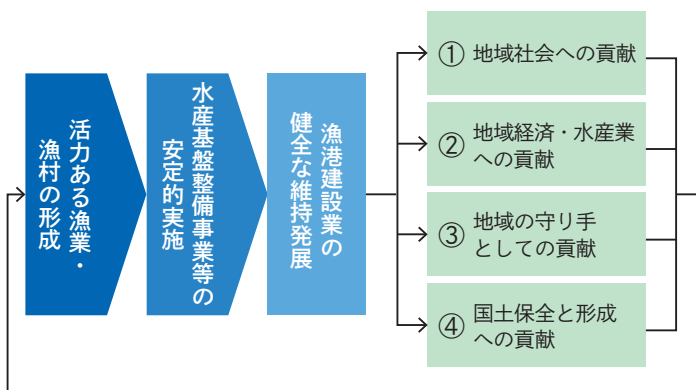 活力ある漁業・
漁村の形成
水産基盤整備事業等の
安定的実施
漁港建設業の
健全な維持発展
① 地域社会への貢献
② 地域経済・水産業
への貢献
③ 地域の守り手
としての貢献
④ 国土保全と形成
への貢献